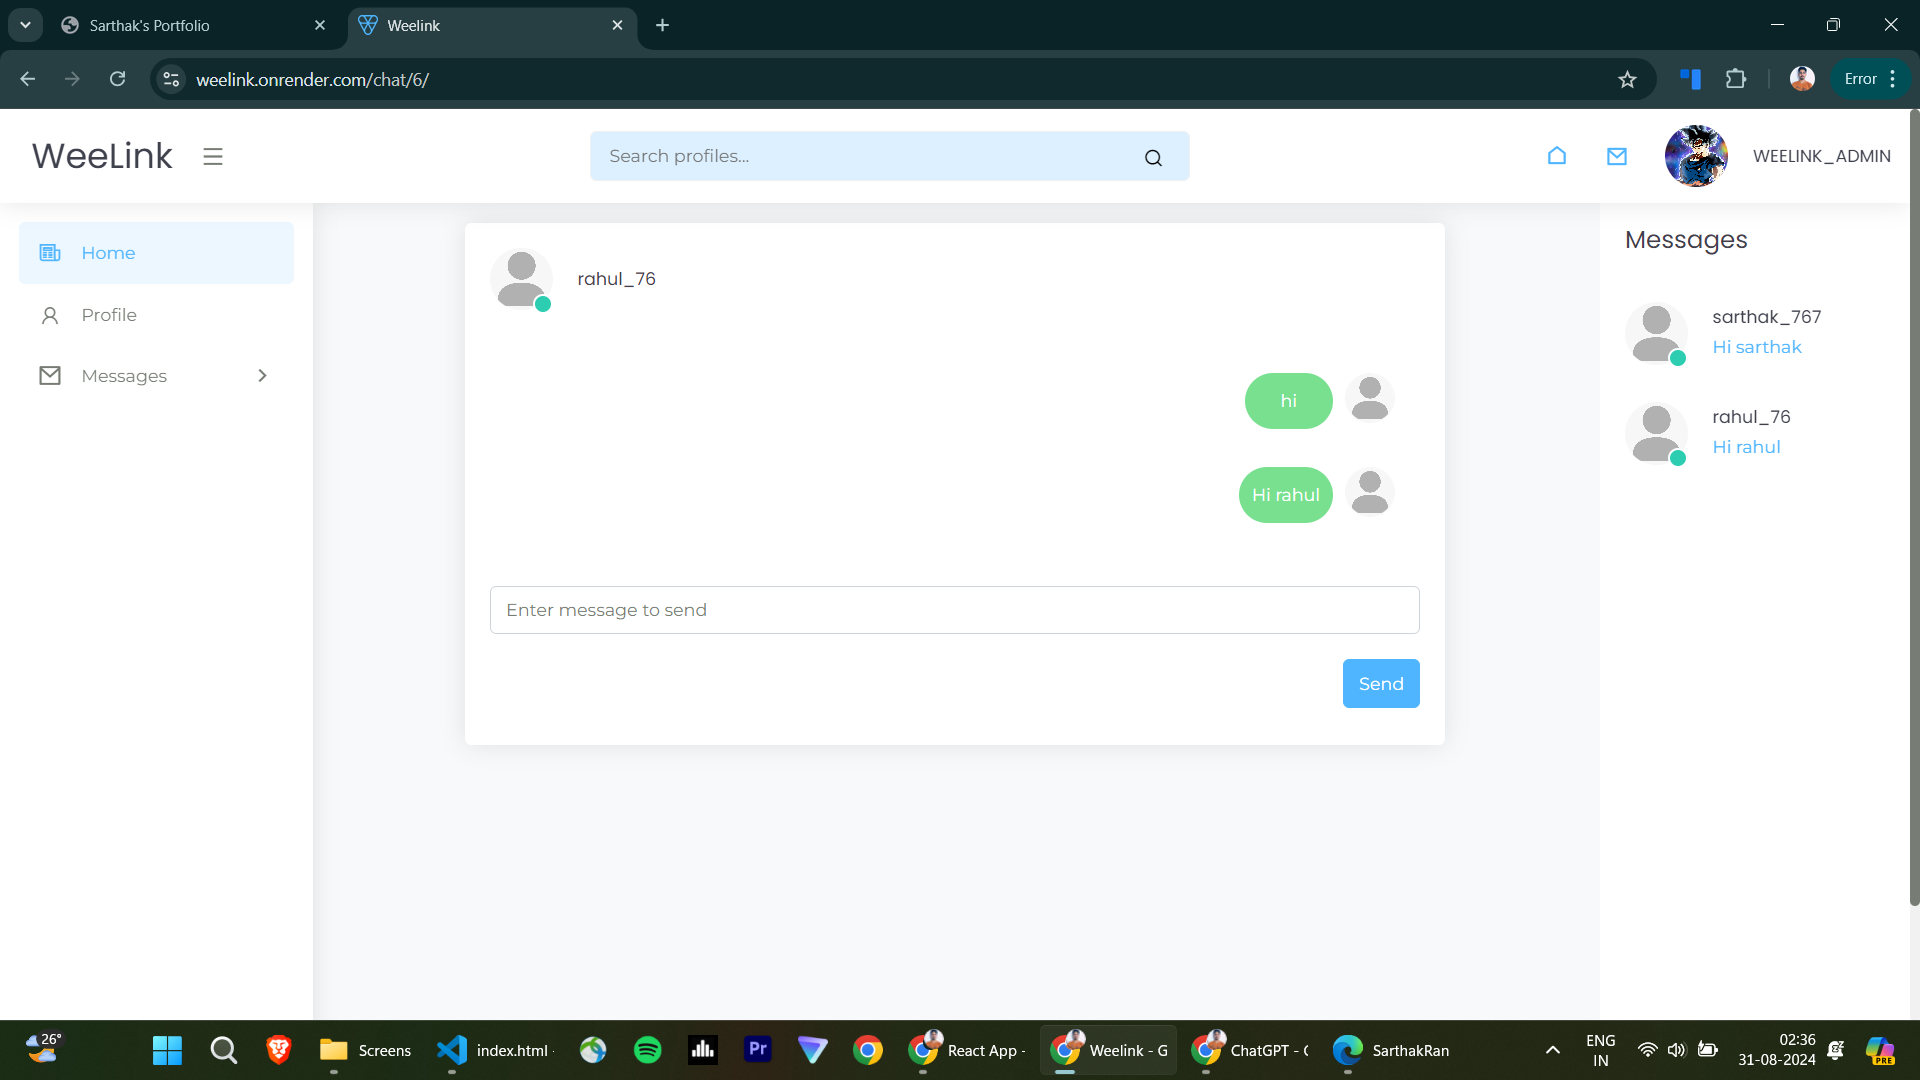 Sarthak's Portfolio
Weelink
weelink.onrender.com/chat/6/
Error
WeeLink
Search profiles...
WEELINK_ADMIN
Home
Profile
Messages
rahul_76
hi
Hi rahul
Enter message to send
Send
Messages
sarthak_767
Hi sarthak
rahul_76
Hi rahul
26°
Screens
index.html
Pr
React App -
Weelink - G
ChatGPT - 
SarthakRan
ENG
IN
02:36
31-08-2024
PRE